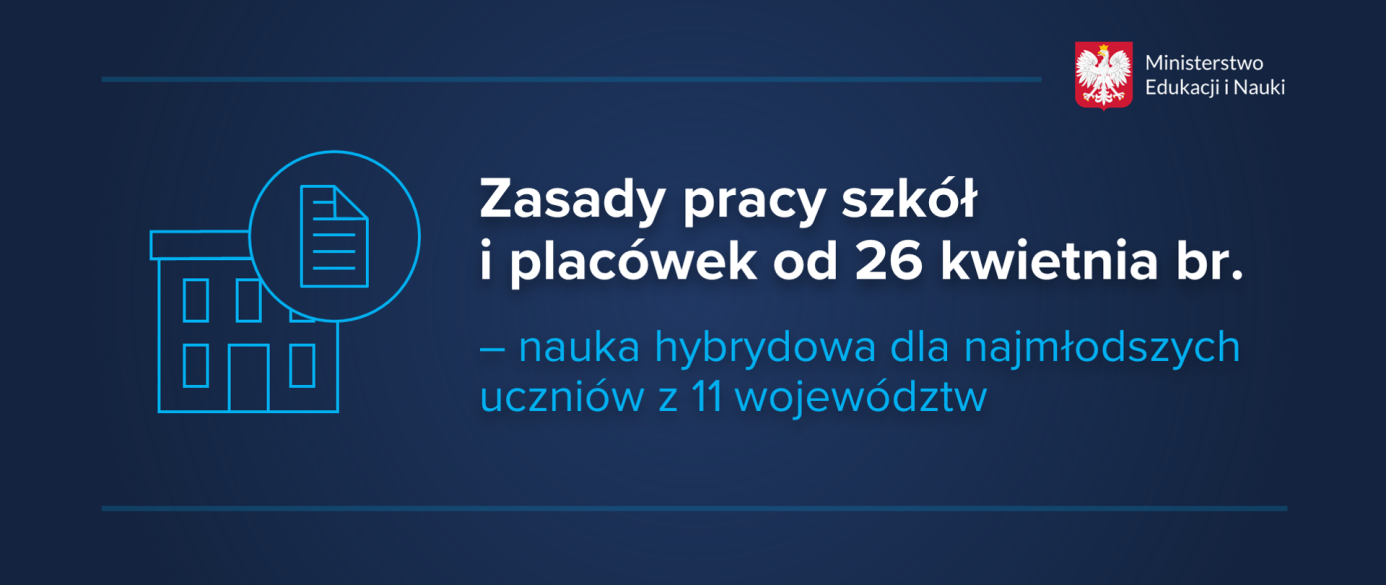 Ministerstwo
Edukacji i Nauki
Zasady pracy szkół
i placówek od 26 kwietnia br.
– nauka hybrydowa dla najmłodszych
uczniów z 11 województw